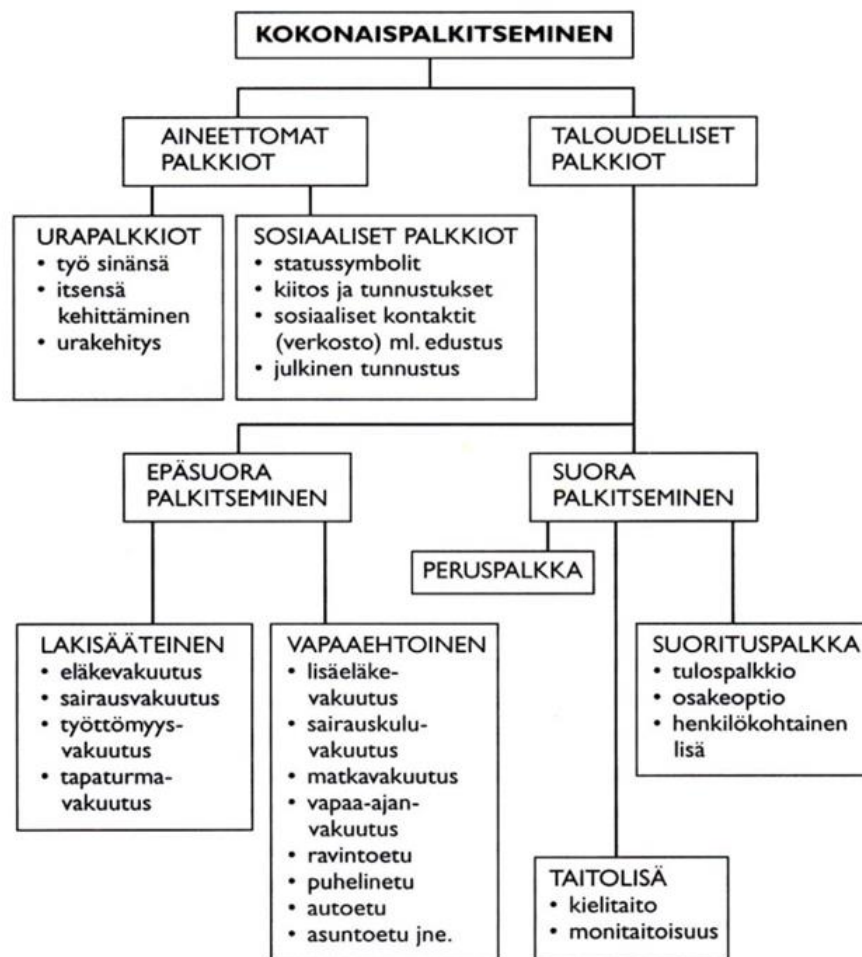 KOKONAISPALKITSEMINEN
AINEETTOMAT
PALKKIOT
TALOUDELLISET
PALKKIOT
URAPALKKIOT
• työ sinänsä
• itsensä
kehittäminen
• urakehitys
SOSIAALISET PALKKIOT
• statussymbolit
• kiitos ja tunnustukset
• sosiaaliset kontaktit
(verkosto) ml. edustus
• julkinen tunnustus
EPÄSUORA
PALKITSEMINEN
SUORA
PALKITSEMINEN
PERUSPALKKA
LAKISÄÄTEINEN
• eläkevakuutus
• sairausvakuutus
• työttömyys-
vakuutus
• tapaturma-
vakuutus
VAPAAEHTOINEN
• lisäeläke-
vakuutus
• sairauskulu-
vakuutus
• matkavakuutus
• vapaa-ajan-
vakuutus
• ravintoetu
• puhelinetu
• autoetu
• asuntoetu jne.
SUORITUSPALKKA
• tulospalkkio
• osakeoptio
• henkilökohtainen
lisä
TAITOLISÄ
• kielitaito
• monitaitoisuus